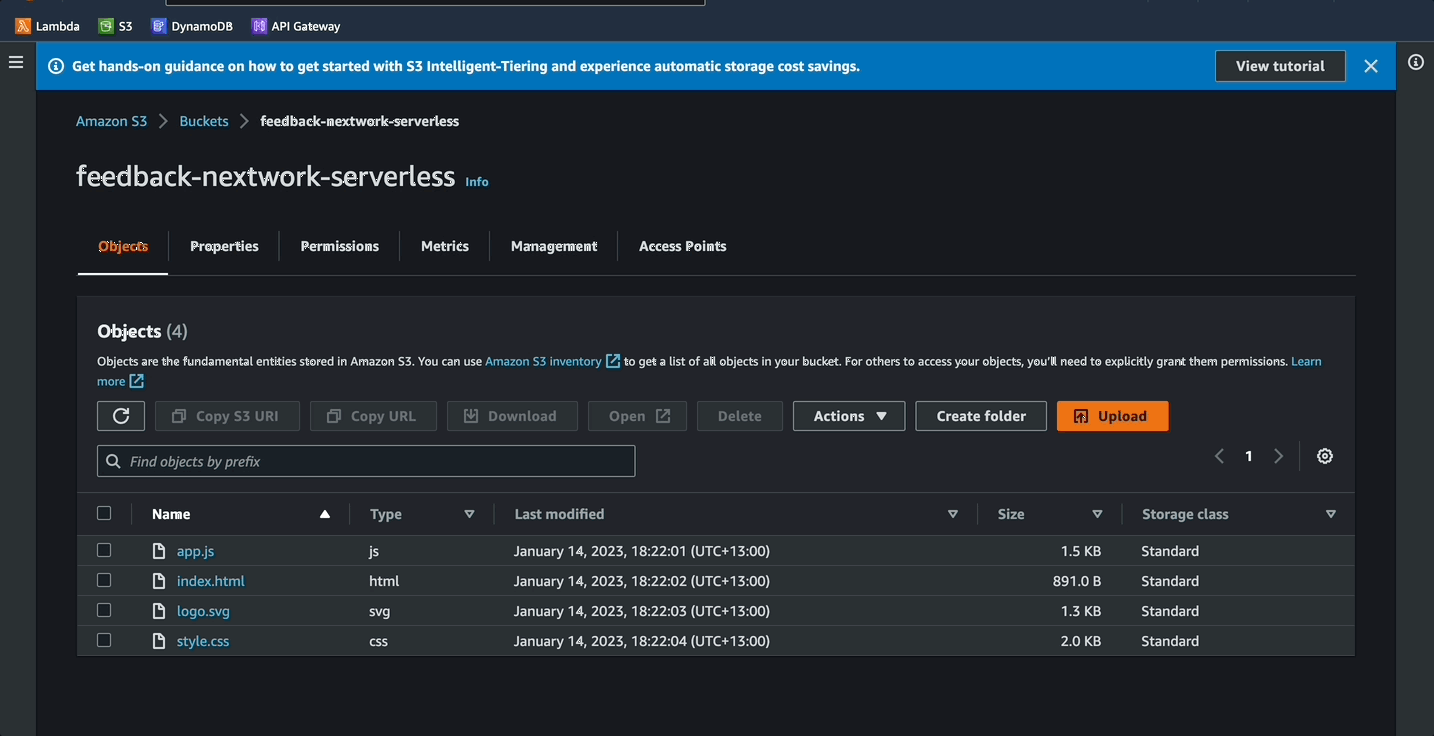 Lambda S3 DynamoDB API Gateway
Get hands-on guidance on how to get started with S3 Intelligent-Tiering and experience automatic storage cost savings. View tutorial
Amazon S3 Buckets feedback-nextwork-serverless
feedback-nextwork-serverless Info
Objects Properties Permissions Metrics Management Access Points
Objects (4)
Objects are the fundamental entities stored in Amazon S3. You can use Amazon S3 inventory to get a list of all objects in your bucket. For others to access your objects, you'll need to explicitly grant them permissions. Learn
more
Copy S3 URI Copy URL Download Open Delete Actions Create folder Upload
Find objects by prefix 1
Name Type Last modified Size Storage class
app.js js January 14, 2023, 18:22:01 (UTC+13:00) 1.5 KB Standard
index.html html January 14, 2023, 18:22:02 (UTC+13:00) 891.0 B Standard
logo.svg svg January 14, 2023, 18:22:03 (UTC+13:00) 1.3 KB Standard
style.css css January 14, 2023, 18:22:04 (UTC+13:00) 2.0 KB Standard